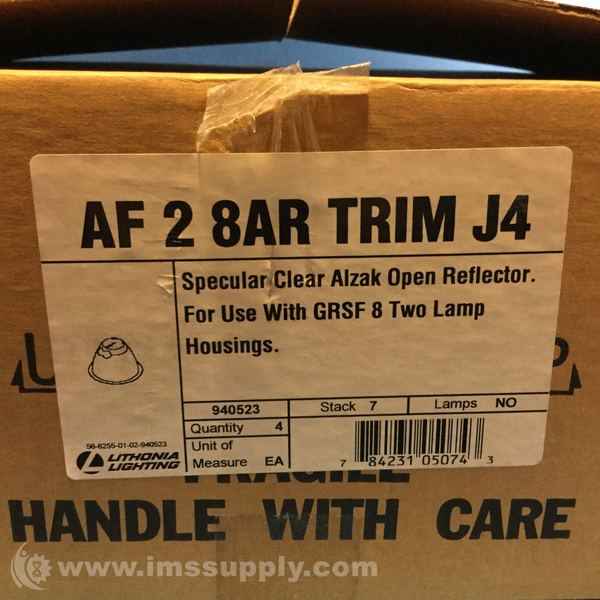 AF 2 8AR TRIM J4
Specular Clear Alzak Open Reflector.
For Use With GRSF 8 Two Lamp
Housings.
940523
Stack 7
Lamps NO
Quantity 4
Unit of
Measure EA
7 84231 05074 3
56-6255-01-02-940523
LITHONIA
LIGHTING
FRAGILE
HANDLE WITH CARE
www.imssupply.com